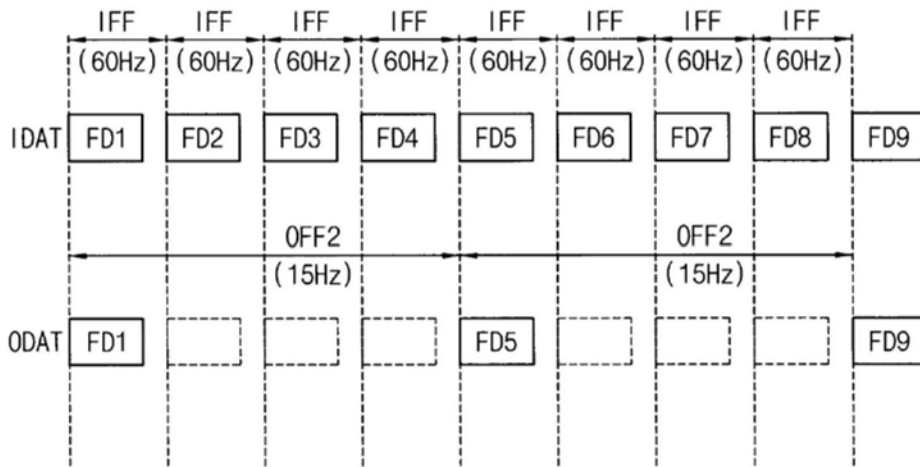 IFF IFF IFF IFF IFF IFF IFF IFF
(60Hz) (60Hz) (60Hz) (60Hz) (60Hz) (60Hz) (60Hz) (60Hz)
IDAT FD1 FD2 FD3 FD4 FD5 FD6 FD7 FD8 FD9
OFF2 OFF2
(15Hz) (15Hz)
ODAT FD1 FD5 FD9